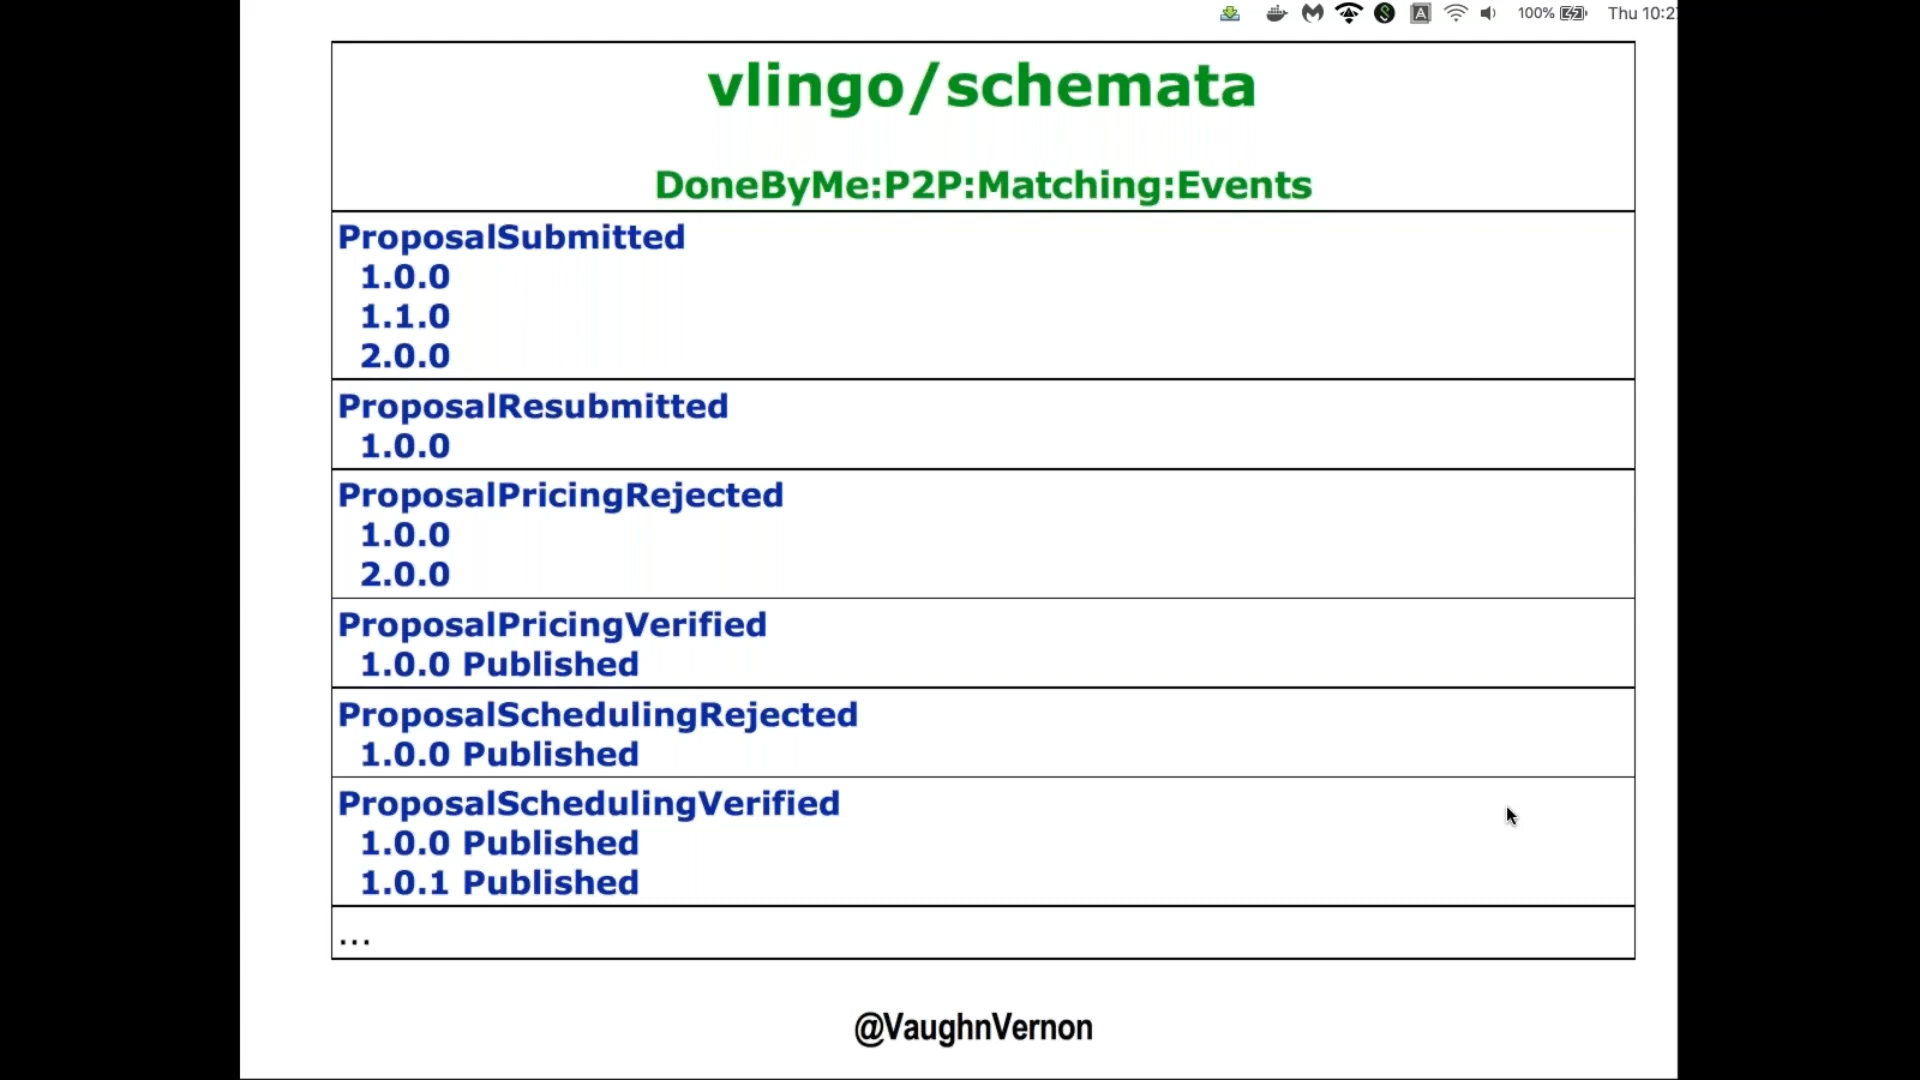 100%
Thu 10:2
vlingo/schemata
DoneByMe:P2P:Matching:Events
ProposalSubmitted
1.0.0
1.1.0
2.0.0
ProposalResubmitted
1.0.0
ProposalPricingRejected
1.0.0
2.0.0
ProposalPricingVerified
1.0.0 Published
ProposalSchedulingRejected
1.0.0 Published
ProposalSchedulingVerified
1.0.0 Published
1.0.1 Published
...
@VaughnVernon